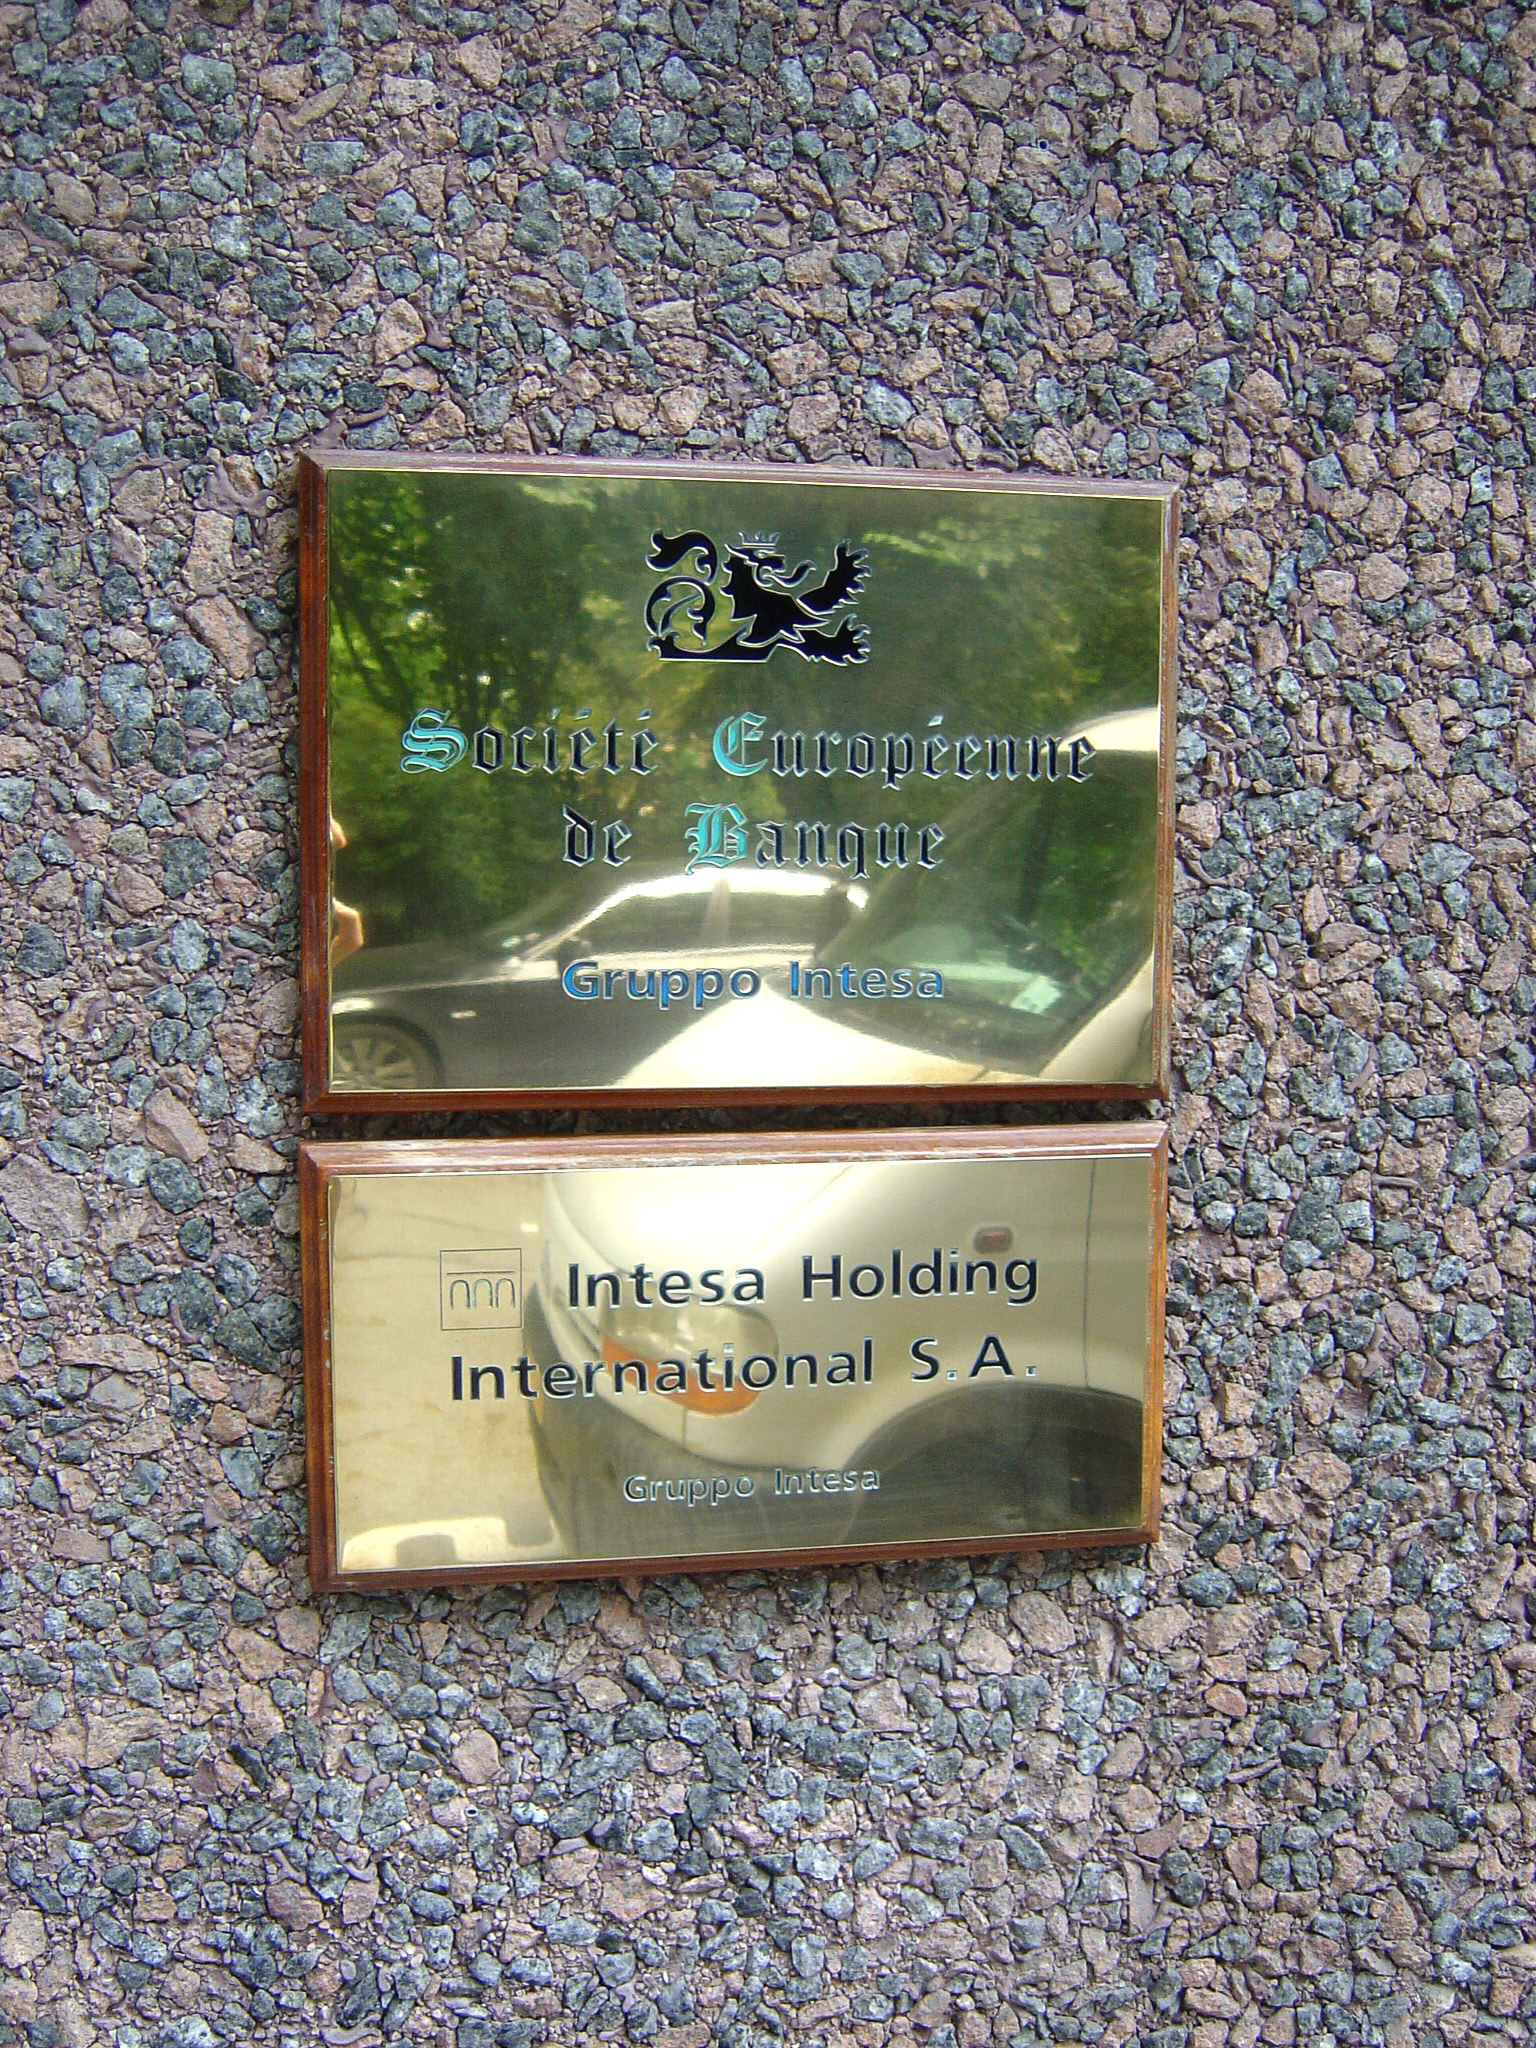 Société Européenne
de Banque
Gruppo Intesa
Intesa Holding
International S.A.
Gruppo Intesa